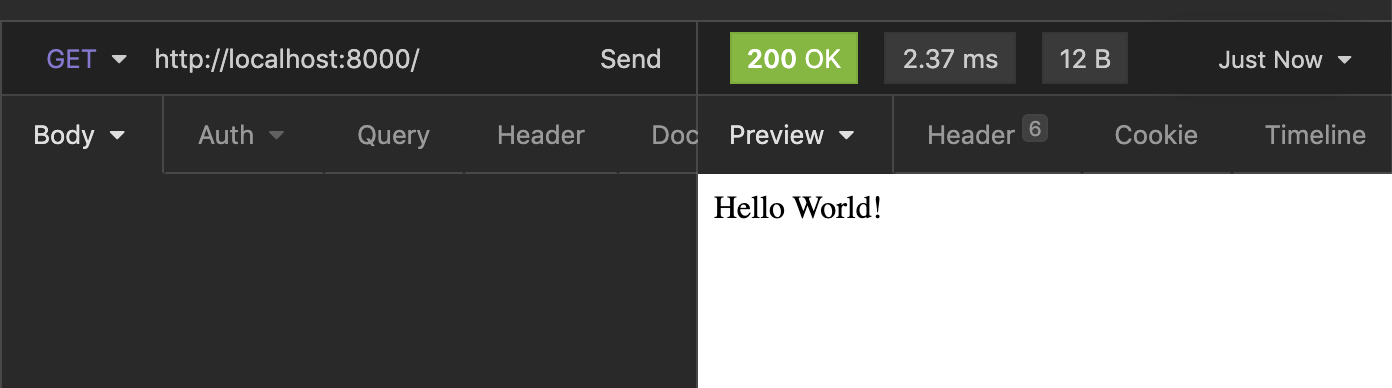 GET http://localhost:8000/ Send 200 OK 2.37 ms 12 B Just Now
Body Auth Query Header Doc Preview Header 6 Cookie Timeline
Hello World!